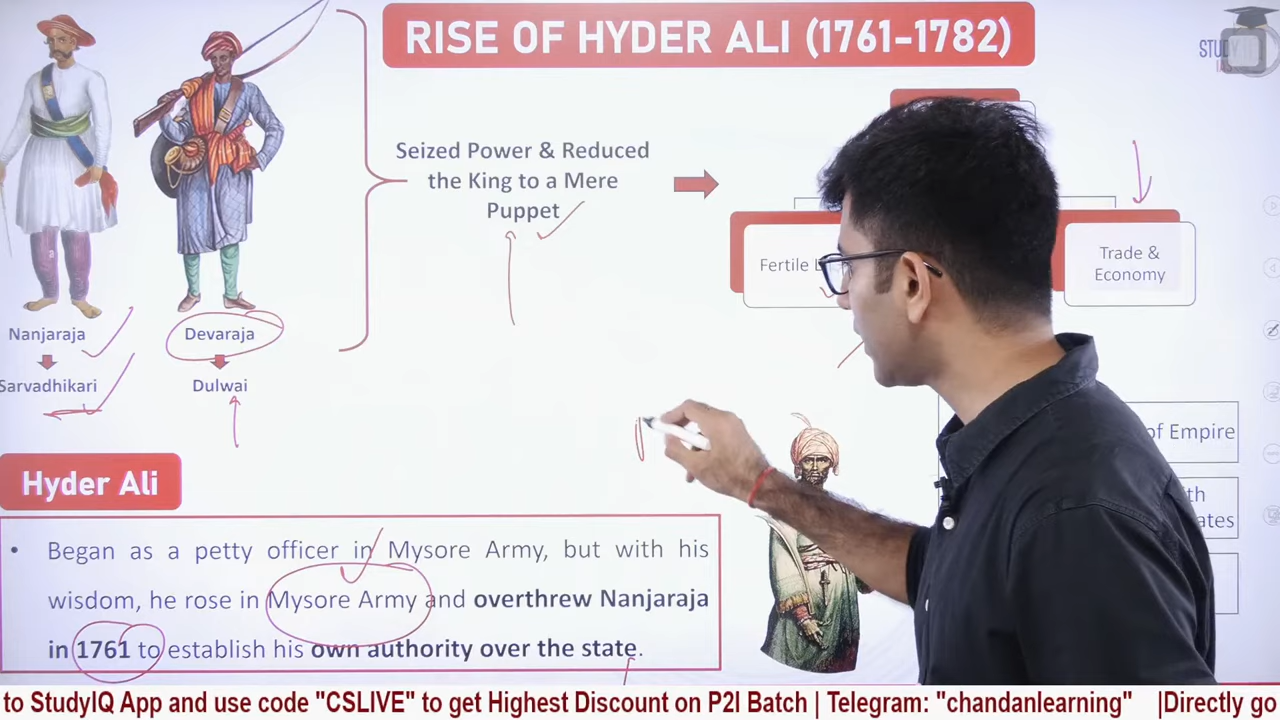 RISE OF HYDER ALI (1761-1782)
Seized Power & Reduced
the King to a Mere
Puppet
Fertile
Trade &
Economy
Nanjaraja
Devaraja
Sarvadhikari
Dulwai
of Empire
Hyder Ali
• Began as a petty officer in Mysore Army, but with his
wisdom, he rose in Mysore Army and overthrew Nanjaraja
in 1761 to establish his own authority over the state.
to StudyIQ App and use code "CSLIVE" to get Highest Discount on P2I Batch | Telegram: "chandanlearning" |Directly go